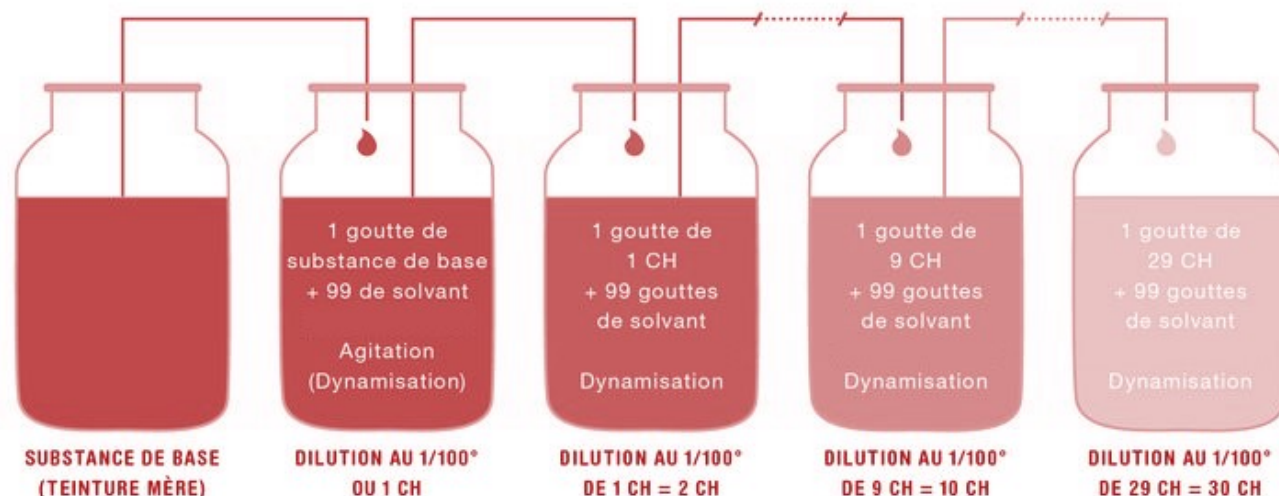 1 goutte de
substance de base
+ 99 de solvant
Agitation
(Dynamisation)
1 goutte de
1 CH
+ 99 gouttes
de solvant
Dynamisation
1 goutte de
9 CH
+ 99 gouttes
de solvant
Dynamisation
1 goutte de
29 CH
+ 99 gouttes
de solvant
Dynamisation
SUBSTANCE DE BASE
(TEINTURE MÈRE)
DILUTION AU 1/100°
OU 1 CH
DILUTION AU 1/100°
DE 1 CH = 2 CH
DILUTION AU 1/100°
DE 9 CH = 10 CH
DILUTION AU 1/100°
DE 29 CH = 30 CH